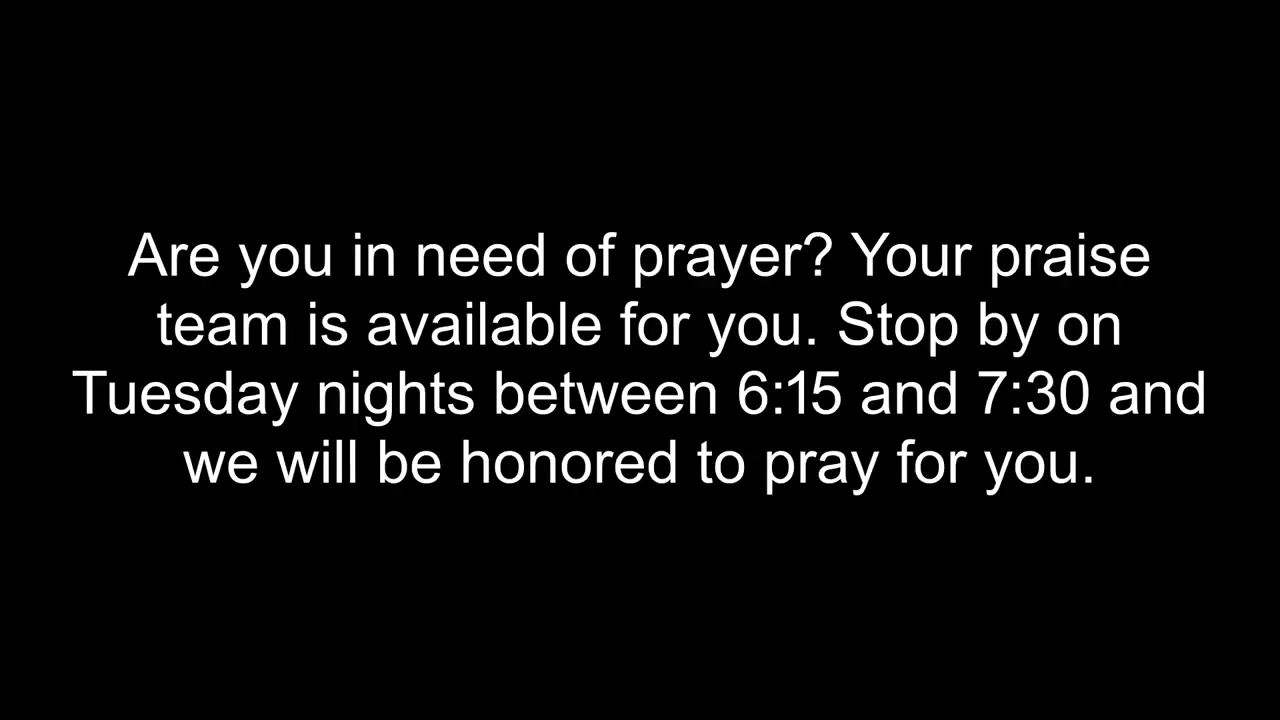 Are you in need of prayer? Your praise
team is available for you. Stop by on
Tuesday nights between 6:15 and 7:30 and
we will be honored to pray for you.